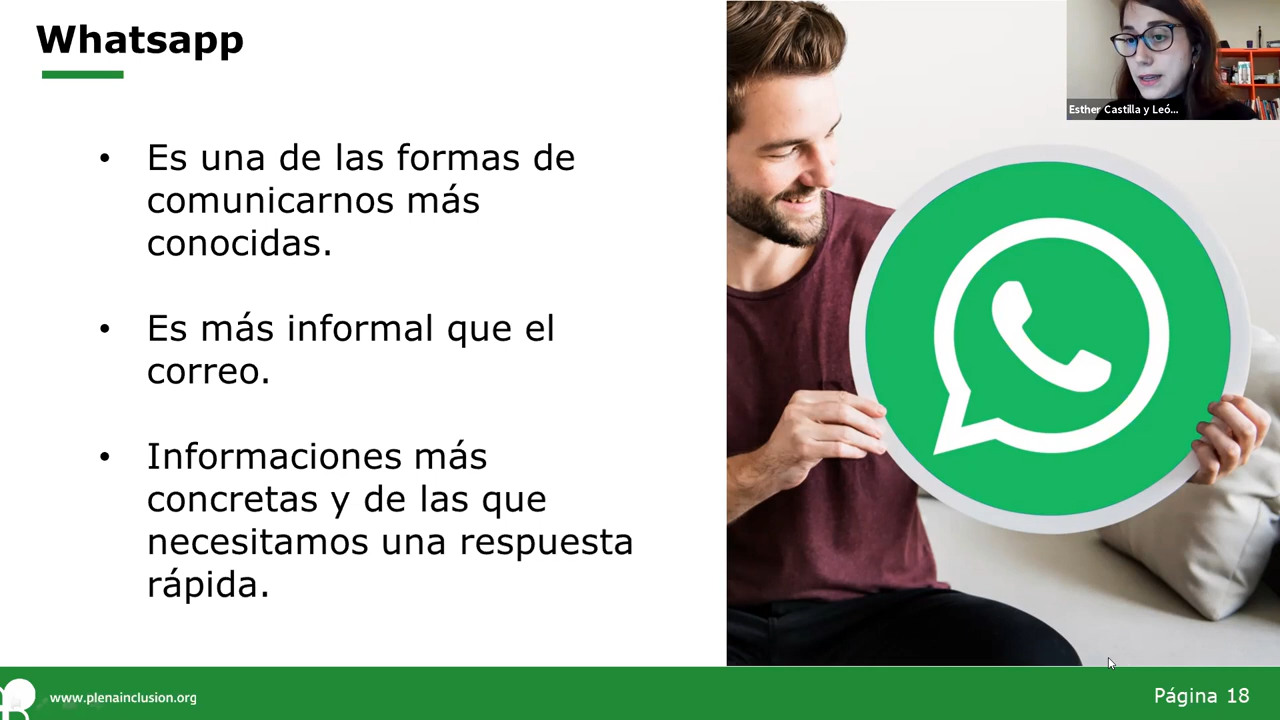 Whatsapp
Esther Castilla y Leó...
• Es una de las formas de
comunicarnos más
conocidas.
• Es más informal que el
correo.
• Informaciones más
concretas y de las que
necesitamos una respuesta
rápida.
www.plenainclusion.org
Página 18